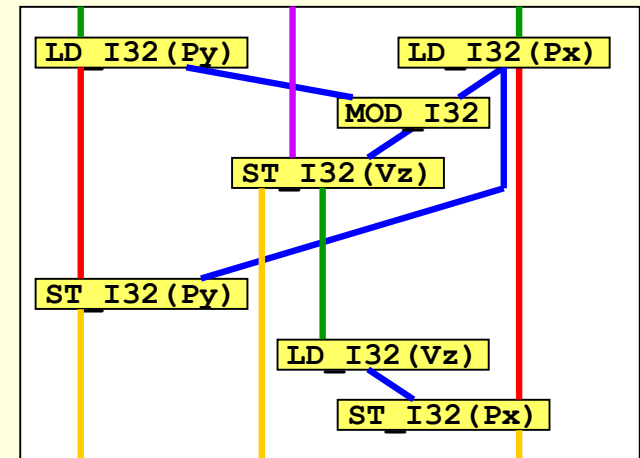 LD_I32(Py)
LD_I32(Px)
MOD_I32
ST_I32(Vz)
ST_I32(Py)
LD_I32(Vz)
ST_I32(Px)